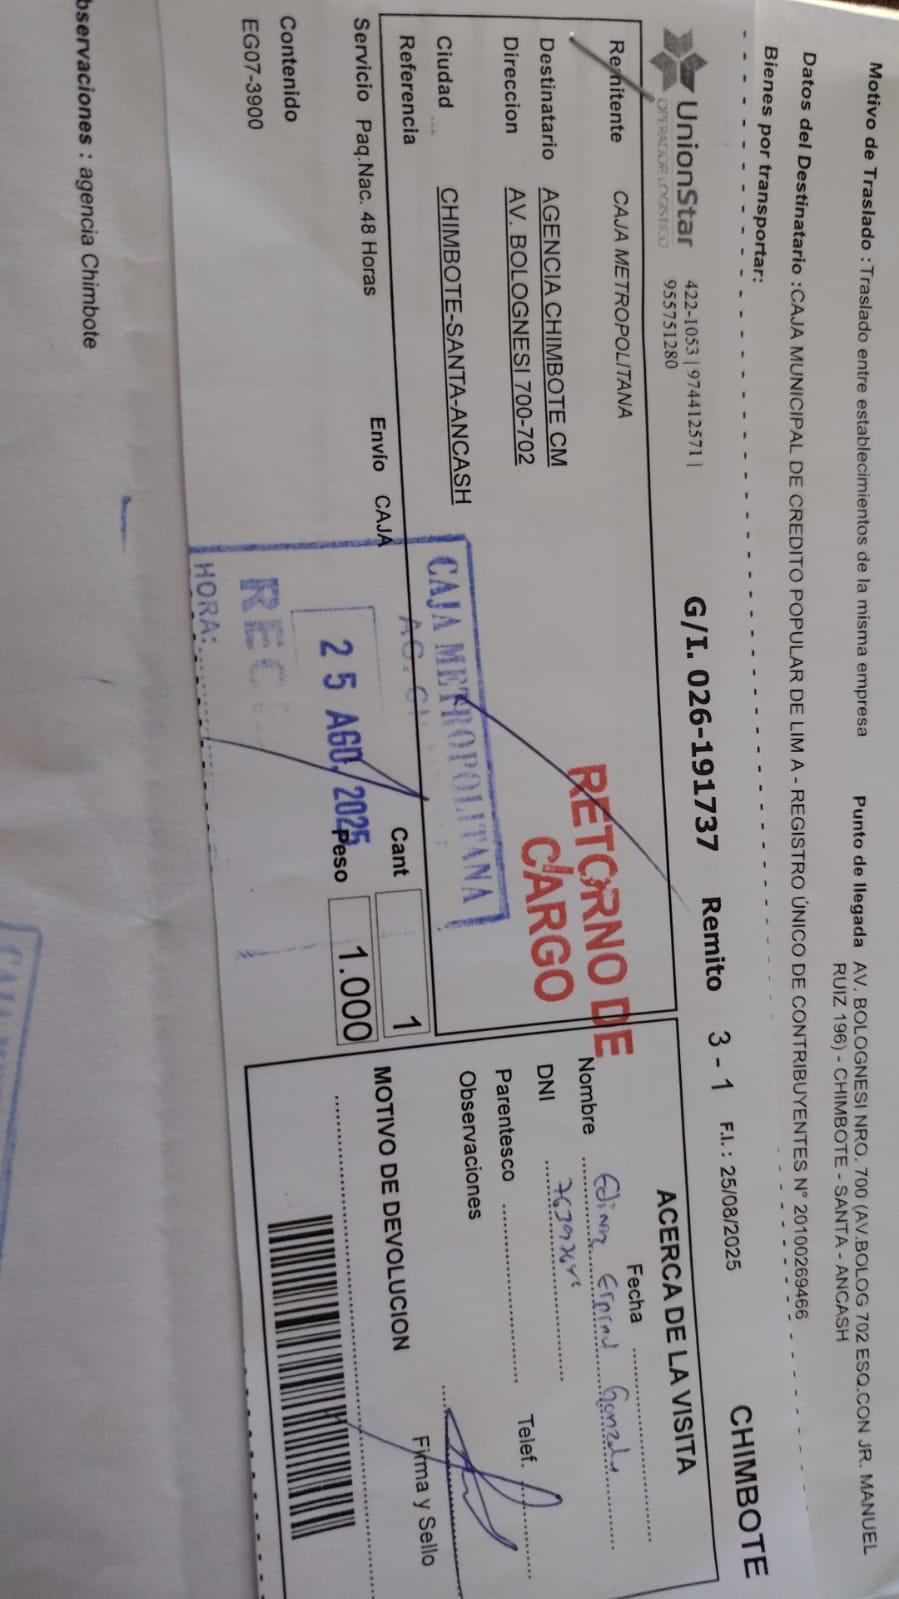 Motivo de Traslado : Traslado entre establecimientos de la misma empresa
Punto de llegada AV. BOLOGNESI NRO. 700 (AV.BOLOG 702 ESQ.CON JR. MANUEL
RUIZ 196) - CHIMBOTE - SANTA - ANCASH
Datos del Destinatario :CAJA MUNICIPAL DE CREDITO POPULAR DE LIM A - REGISTRO ÚNICO DE CONTRIBUYENTES N° 20100269466
Bienes por transportar:
CHIMBOTE
UnionStar
OPERADOR LOGISTICO
422-1053 | 974412571 |
955751280
G/I. 026-191737 Remito 3 - 1 F.I.: 25/08/2025
Remitente CAJA METROPOLITANA
Destinatario AGENCIA CHIMBOTE CM
Direccion AV. BOLOGNESI 700-702
Ciudad CHIMBOTE-SANTA-ANCASH
Referencia
Servicio Paq.Nac. 48 Horas Envío CAJA
Cant 1
Peso 1.000
Contenido
EG07-3900
RETORNO DE
CARGO
CAJA METROPOLITANA
25 AGO. 2025
HORA:
ACERCA DE LA VISITA
Fecha
Nombre
DNI
Parentesco Telef.
Observaciones
Firma y Sello
MOTIVO DE DEVOLUCION
bservaciones : agencia Chimbote